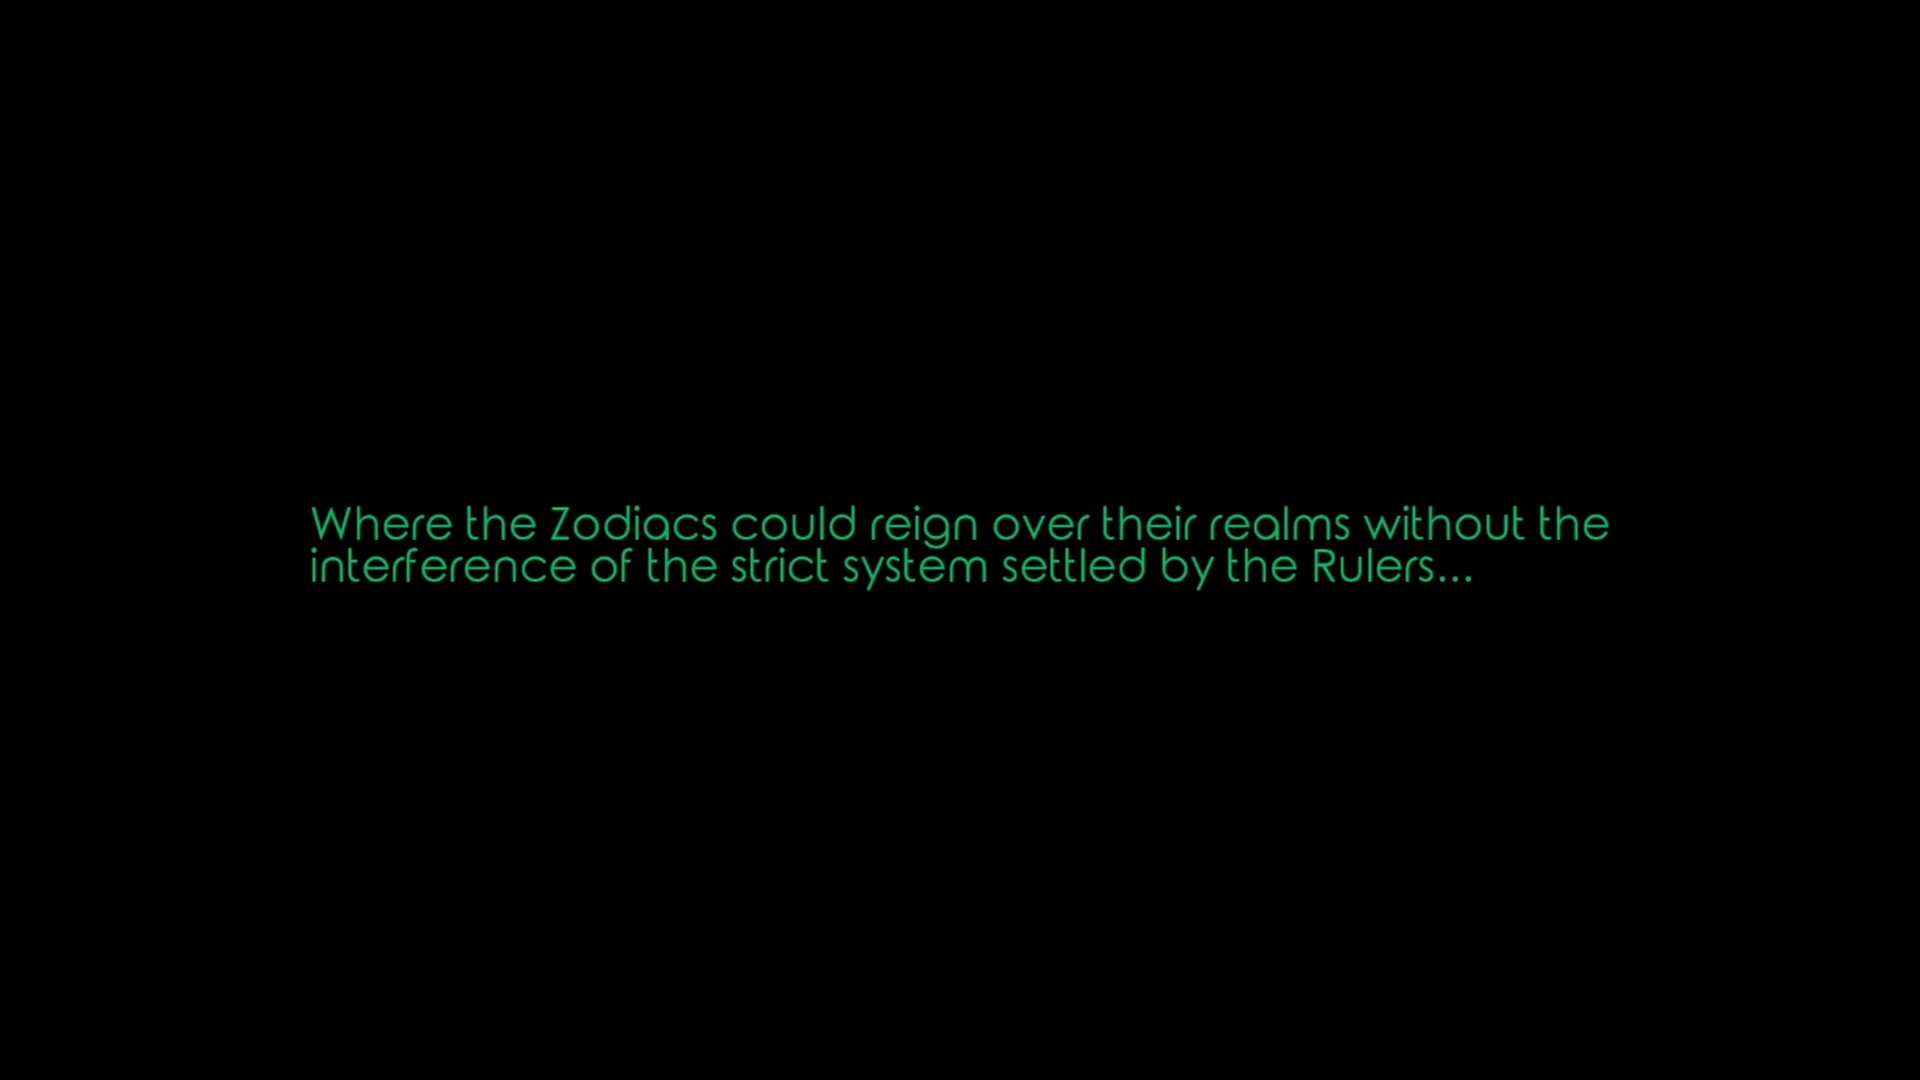 Where the Zodiacs could reign over their realms without the
interference of the strict system settled by the Rulers...